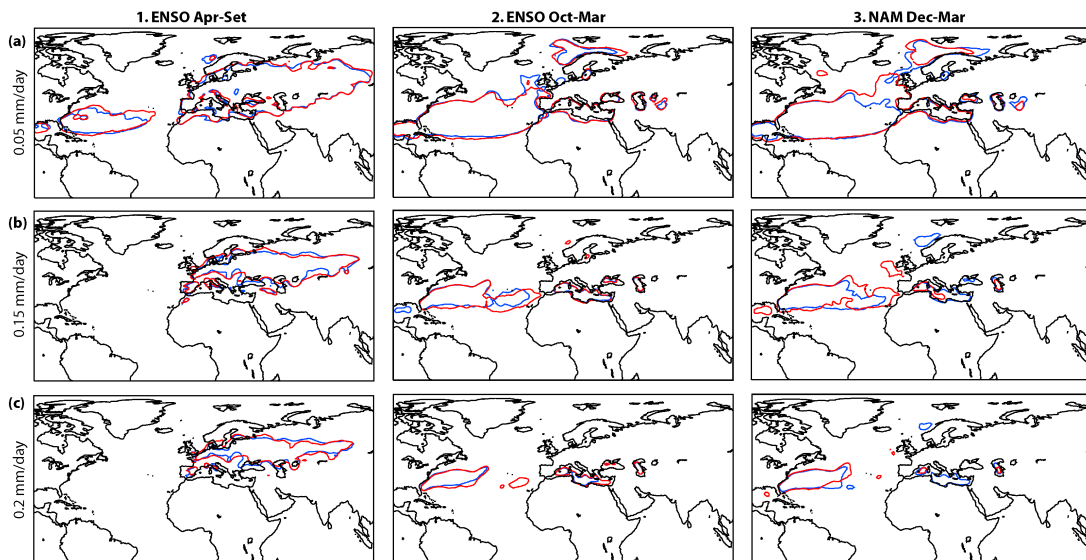 1. ENSO Apr-Set
2. ENSO Oct-Mar
3. NAM Dec-Mar
(a)
0.05 mm/day
(b)
0.15 mm/day
(c)
0.2 mm/day